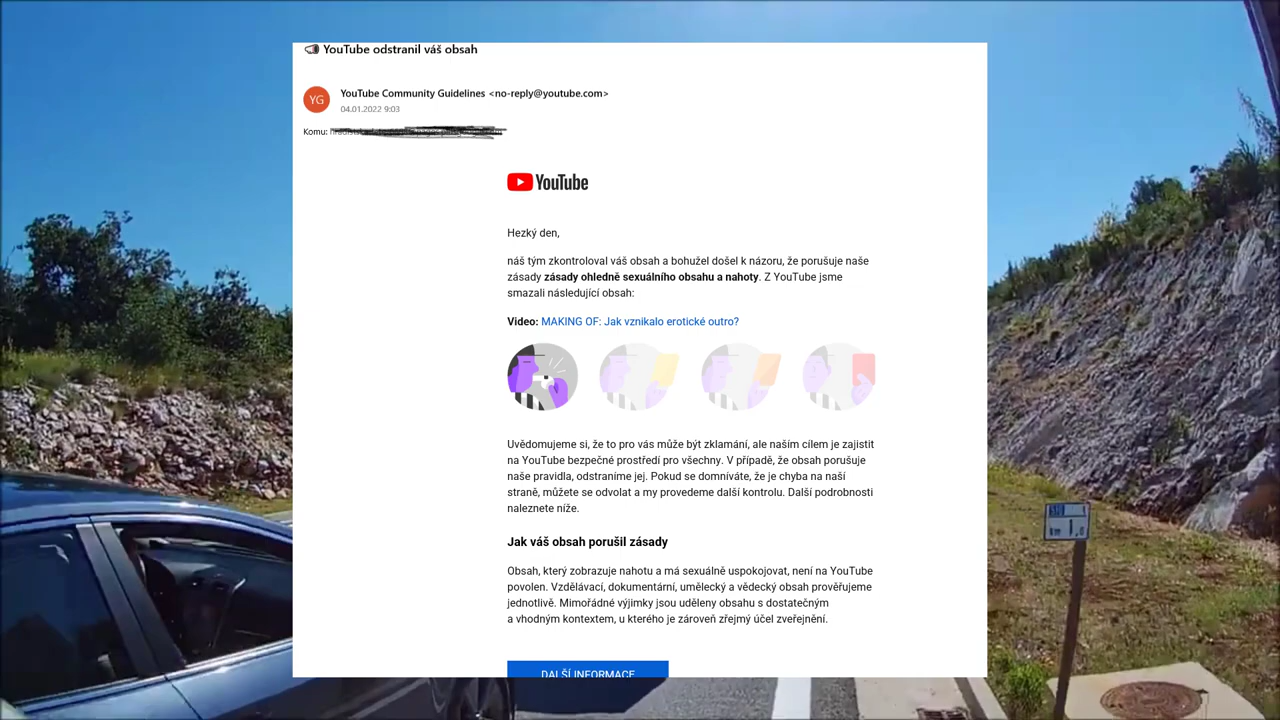 YouTube odstranil váš obsah
YG
YouTube Community Guidelines <no-reply@youtube.com>
04.01.2022 9:03
Komu:
YouTube
Hezký den,
náš tým zkontroloval váš obsah a bohužel došel k názoru, že porušuje naše
zásady zásady ohledně sexuálního obsahu a nahoty. Z YouTube jsme
smazali následující obsah:
Video: MAKING OF: Jak vznikalo erotické outro?
Uvědomujeme si, že to pro vás může být zklamání, ale naším cílem je zajistit
na YouTube bezpečné prostředí pro všechny. V případě, že obsah porušuje
naše pravidla, odstraníme jej. Pokud se domníváte, že je chyba na naší
straně, můžete se odvolat a my provedeme další kontrolu. Další podrobnosti
naleznete níže.
Jak váš obsah porušil zásady
Obsah, který zobrazuje nahotu a má sexuálně uspokojovat, není na YouTube
povolen. Vzdělávací, dokumentární, umělecký a vědecký obsah prověřujeme
jednotlivě. Mimořádné výjimky jsou uděleny obsahu s dostatečným
a vhodným kontextem, u kterého je zároveň zřejmý účel zveřejnění.
DALŠÍ INFORMACE
km 1,